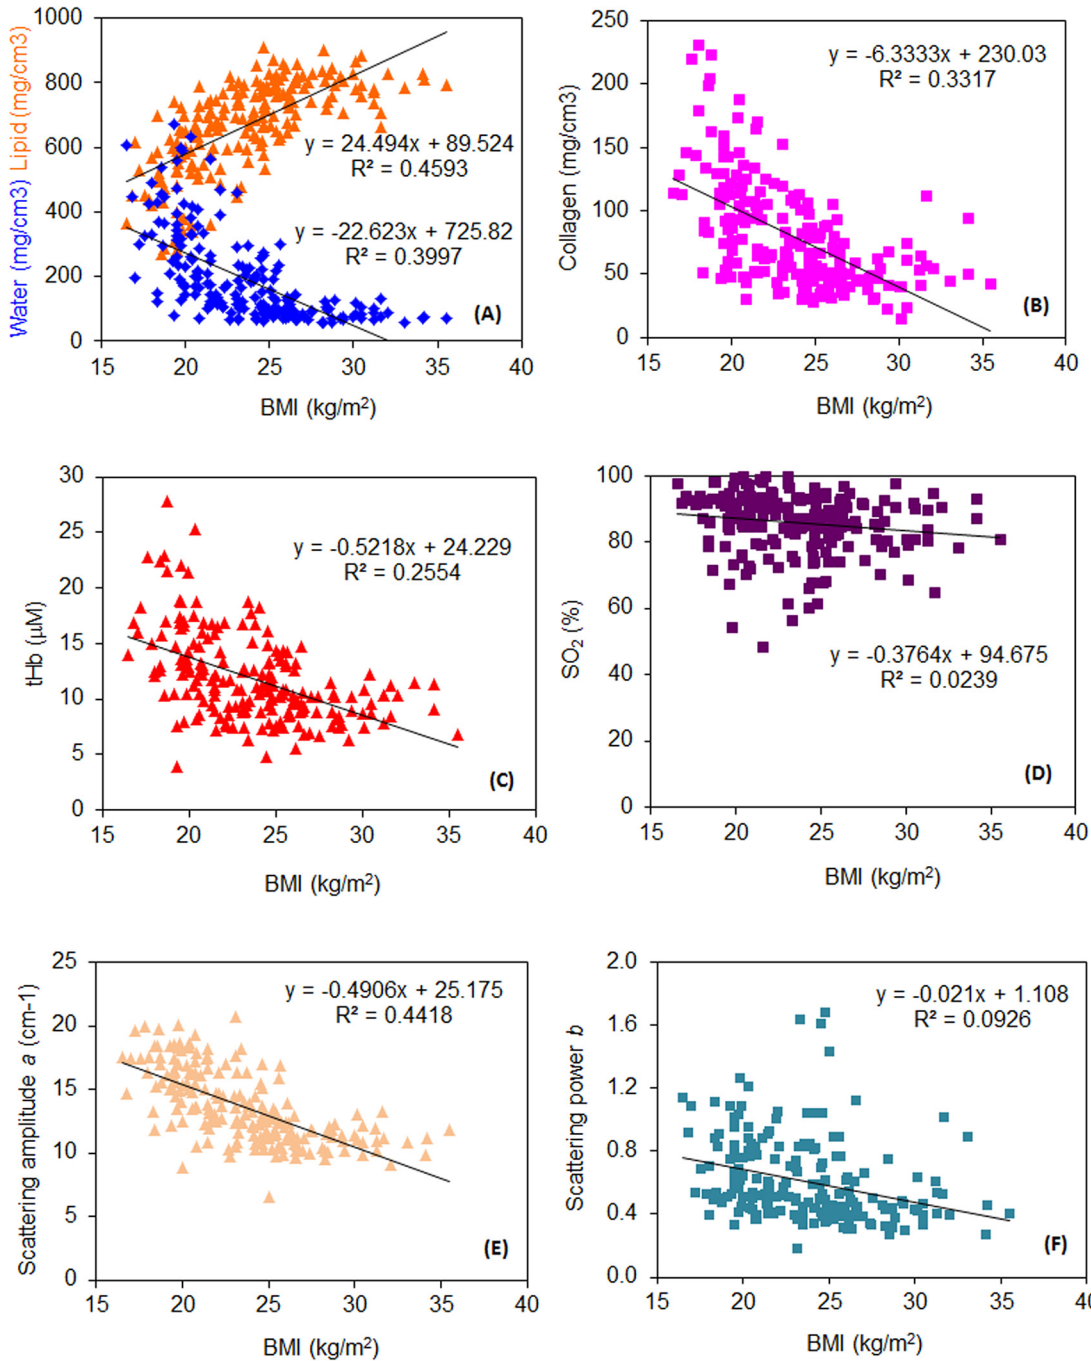 1000
800
600
400
200
0
Water (mg/cm3) Lipid (mg/cm3)
y = 24.494x + 89.524
R² = 0.4593
y = -22.623x + 725.82
R² = 0.3997
(A)
15 20 25 30 35 40
BMI (kg/m²)
250
200
150
100
50
0
Collagen (mg/cm3)
y = -6.3333x + 230.03
R² = 0.3317
(B)
15 20 25 30 35 40
BMI (kg/m²)
30
25
20
15
10
5
0
tHb (µM)
y = -0.5218x + 24.229
R² = 0.2554
(C)
15 20 25 30 35 40
BMI (kg/m²)
100
80
60
40
20
0
SO₂ (%)
y = -0.3764x + 94.675
R² = 0.0239
(D)
15 20 25 30 35 40
BMI (kg/m²)
25
20
15
10
5
0
Scattering amplitude a (cm-1)
y = -0.4906x + 25.175
R² = 0.4418
(E)
15 20 25 30 35 40
BMI (kg/m²)
2.0
1.6
1.2
0.8
0.4
0.0
Scattering power b
y = -0.021x + 1.108
R² = 0.0926
(F)
15 20 25 30 35 40
BMI (kg/m²)